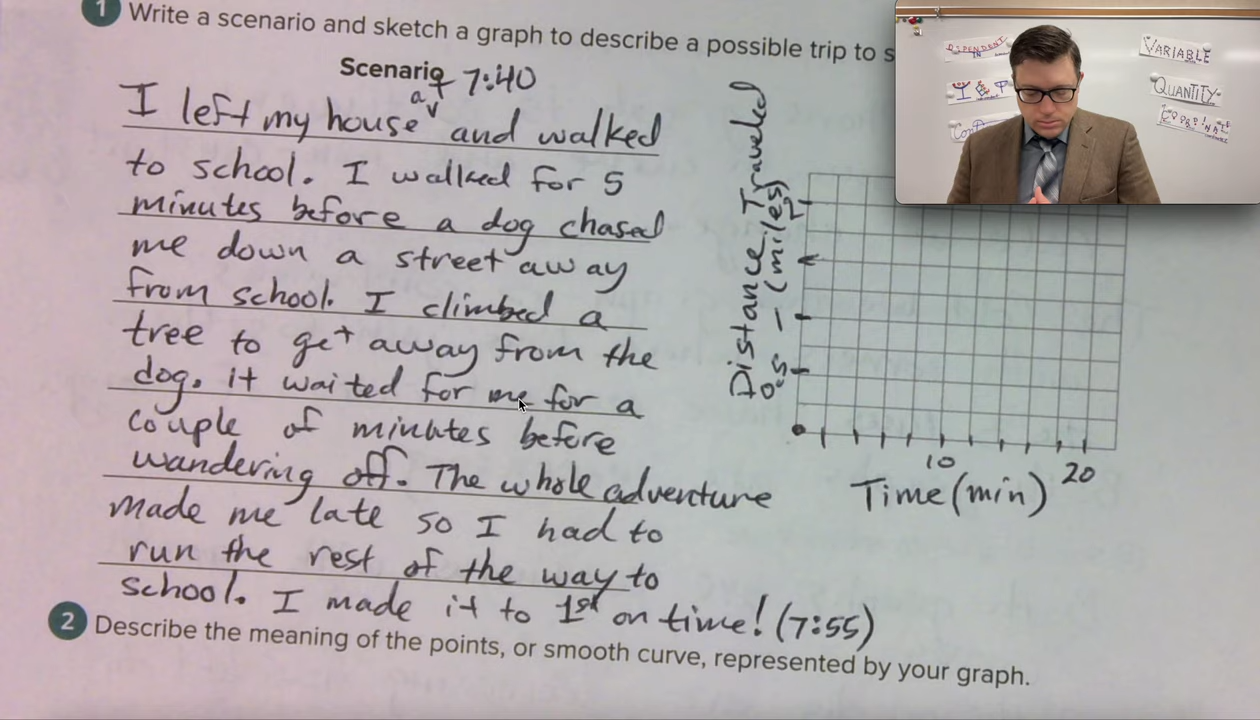 1 Write a scenario and sketch a graph to describe a possible trip to s
Scenario
at 7:40
I left my house and walked
to school. I walked for 5
minutes before a dog chased
me down a street away
from school. I climbed a
tree to get away from the
dog. it waited for me for a
couple of minutes before
wandering off. The whole adventure
made me late so I had to
run the rest of the way to
school. I made it to 1st on time! (7:55)
Distance Traveled
(miles)
2
1
0.5
10
20
Time (min)
2 Describe the meaning of the points, or smooth curve, represented by your graph.
VARIABLE
QUANTITY